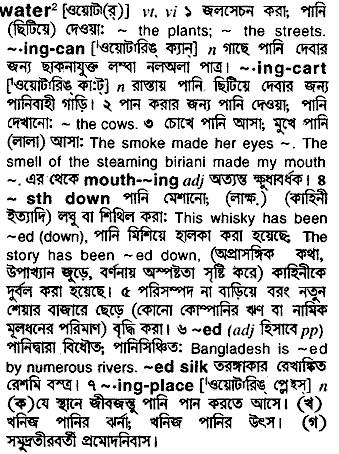 water² [ওয়োটা(র্)] vt, vi ১ জলসেচন করা; পানি
(ছিটিয়ে) দেওয়া: ~ the plants; ~ the streets.
~·ing-can [ওয়োটারিঙ্ ক্যান্] n গাছে পানি দেবার
জন্য ছাকনাযুক্ত লম্বা নলঅলা পাত্র। ~·ing-cart
['ওয়োটারিঙ্ কা:ট্] n রাস্তায় পানি ছিটিয়ে দেবার জন্য
পানিবাহী গাড়ি। ২ পান করার জন্য পানি দেওয়া; পানি
দেখানো: ~ the cows. ৩ চোখে পানি আসা; মুখে পানি
(লালা) আসা: The smoke made her eyes ~. The
smell of the steaming biriani made my mouth
~. এর থেকে mouth-~ing adj অত্যন্ত ক্ষুধাবর্ধক। ৪
~ sth down পানি মেশানো; (লাক্ষ.) (কাহিনী
ইত্যাদি) লঘু বা শিথিল করা: This whisky has been
~ed (down), পানি মিশিয়ে হালকা করা হয়েছে; The
story has been ~ed down, (অপ্রাসঙ্গিক কথা,
উপাখ্যান জুড়ে, বর্ণনায় অস্পষ্টতা সৃষ্টি করে) কাহিনীকে
দুর্বল করা হয়েছে। ৫ পরিসম্পদ না বাড়িয়ে বরং নতুন
শেয়ার বাজারে ছেড়ে (কোনো কোম্পানির ঋণ বা নামিক
মূলধনের পরিমাণ) বৃদ্ধি করা। ৬ ~ed (adj হিসাবে pp)
পানিদ্বারা বিধৌত; পানিসিঞ্চিত: Bangladesh is ~ed
by numerous rivers. ~ed silk তরঙ্গাকার রেখাঙ্কিত
রেশমি বস্ত্র। ৭ ~·ing-place ['ওয়োটারিঙ্ প্লেইস্] n
(ক)যে স্থানে জীবজন্তু পানি পান করতে আসে। (খ)
খনিজ পানির ঝর্না; খনিজ পানির উৎস। (গ)
সমুদ্রতীরবর্তী প্রমোদনিবাস।